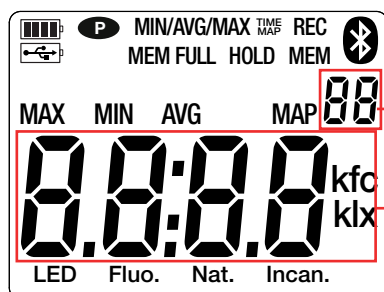 P MIN/AVG/MAX TIME MAP REC
MEM FULL HOLD MEM
MAX MIN AVG MAP 88
8.8:8.8 kfc
klx
LED Fluo. Nat. Incan.